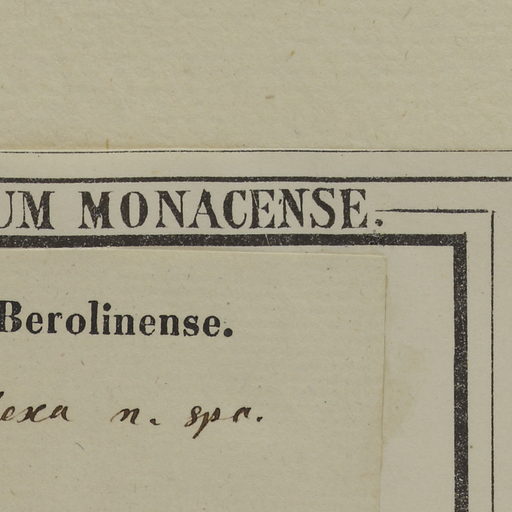 UM MONACENSE.
Berolinense.
lexa n. spc.